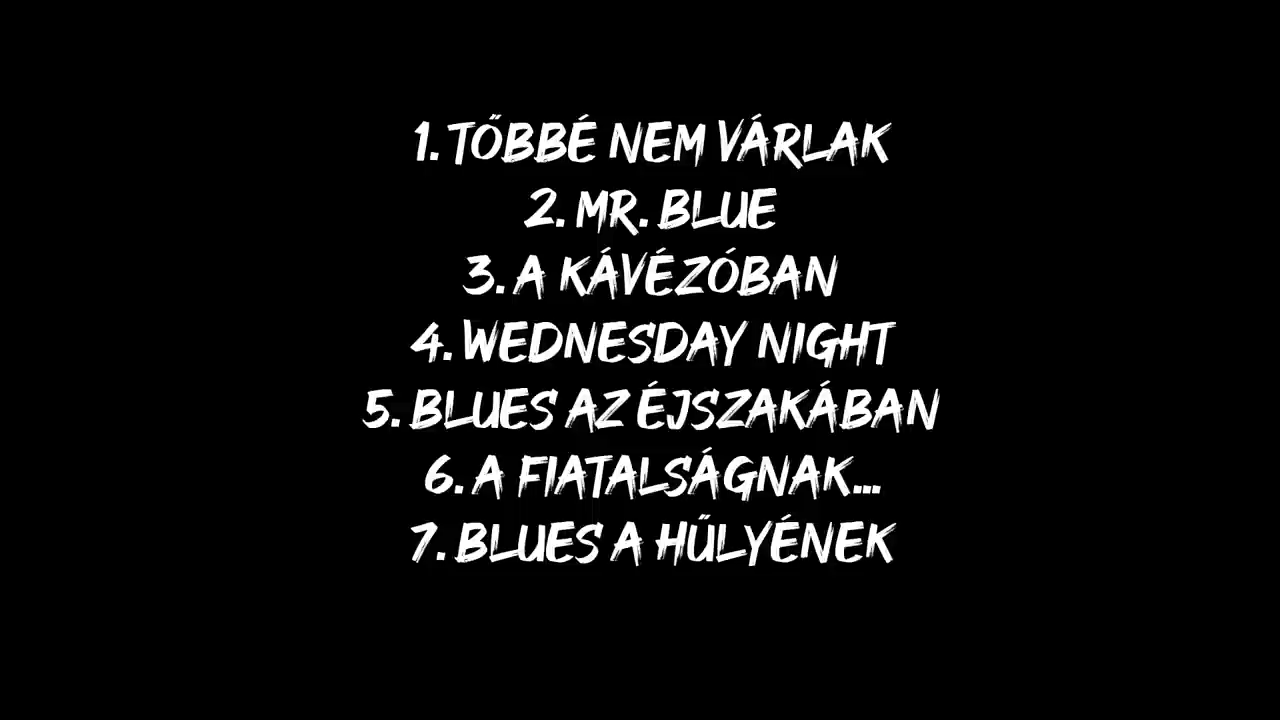 1. TŐBBÉ NEM VÁRLAK
2. MR. BLUE
3. A KÁVÉZÓBAN
4. WEDNESDAY NIGHT
5. BLUES AZ ÉJSZAKÁBAN
6. A FIATALSÁGNAK...
7. BLUES A HŰLYÉNEK